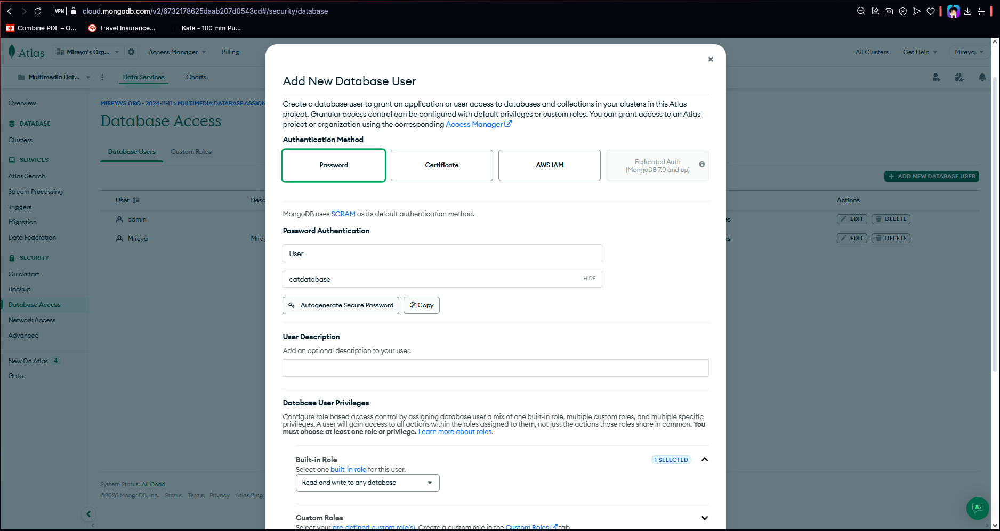 VPN cloud.mongodb.com/v2/6732178625daab207d0543cd#/security/database
Combine PDF – O... Travel Insurance... Kate - 100 mm Pu...
Atlas Mireya's Org... Access Manager Billing All Clusters Get Help Mireya
Multimedia Dat... Data Services Charts
Overview
DATABASE
Clusters
SERVICES
Atlas Search
Stream Processing
Triggers
Migration
Data Federation
SECURITY
Quickstart
Backup
Database Access
Network Access
Advanced
New On Atlas 4
Goto
MIREYA'S ORG - 2024-11-11 > MULTIMEDIA DATABASE ASSIGN
Database Access
Database Users Custom Roles
+ ADD NEW DATABASE USER
User Desc Actions
admin es EDIT DELETE
Mireya Mirey es EDIT DELETE
System Status: All Good
©2025 MongoDB, Inc. Status Terms Privacy Atlas Blog
Add New Database User
Create a database user to grant an application or user access to databases and collections in your clusters in this Atlas
project. Granular access control can be configured with default privileges or custom roles. You can grant access to an Atlas
project or organization using the corresponding Access Manager
Authentication Method
Password Certificate AWS IAM Federated Auth
(MongoDB 7.0 and up)
MongoDB uses SCRAM as its default authentication method.
Password Authentication
User
catdatabase HIDE
Autogenerate Secure Password Copy
User Description
Add an optional description to your user.
Database User Privileges
Configure role based access control by assigning database user a mix of one built-in role, multiple custom roles, and multiple specific
privileges. A user will gain access to all actions within the roles assigned to them, not just the actions those roles share in common. You
must choose at least one role or privilege. Learn more about roles.
Built-in Role 1 SELECTED
Select one built-in role for this user.
Read and write to any database
Custom Roles
Select your pre-defined custom role(s). Create a custom role in the Custom Roles tab.